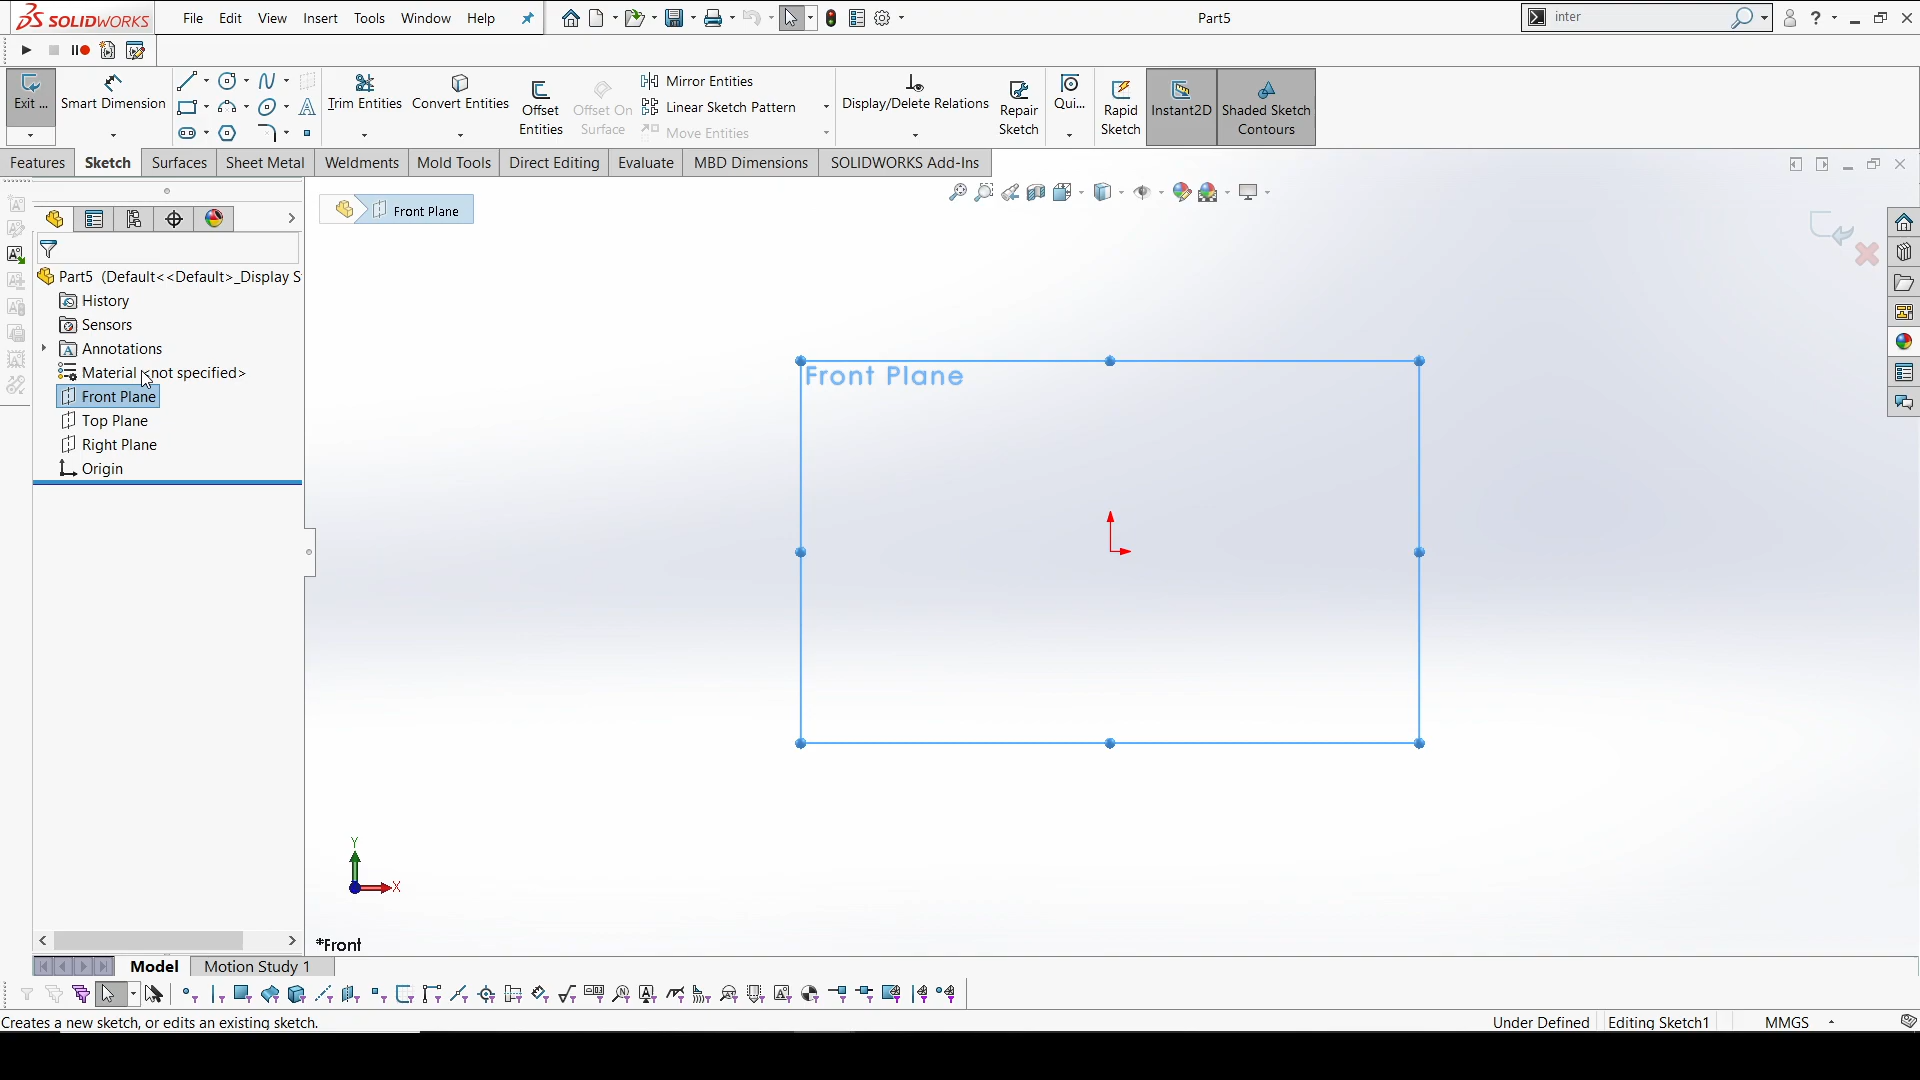 SOLIDWORKS File Edit View Insert Tools Window Help Part5 inter
Exit ... Smart Dimension Trim Entities Convert Entities Offset Entities Offset On Surface Mirror Entities Linear Sketch Pattern Move Entities Display/Delete Relations Repair Sketch Qui... Rapid Sketch Instant2D Shaded Sketch Contours
Features Sketch Surfaces Sheet Metal Weldments Mold Tools Direct Editing Evaluate MBD Dimensions SOLIDWORKS Add-Ins
Front Plane
Part5 (Default<<Default>_Display S
History
Sensors
Annotations
Material <not specified>
Front Plane
Top Plane
Right Plane
Origin
Front Plane
Y
X
*Front
Model Motion Study 1
Creates a new sketch, or edits an existing sketch. Under Defined Editing Sketch1 MMGS